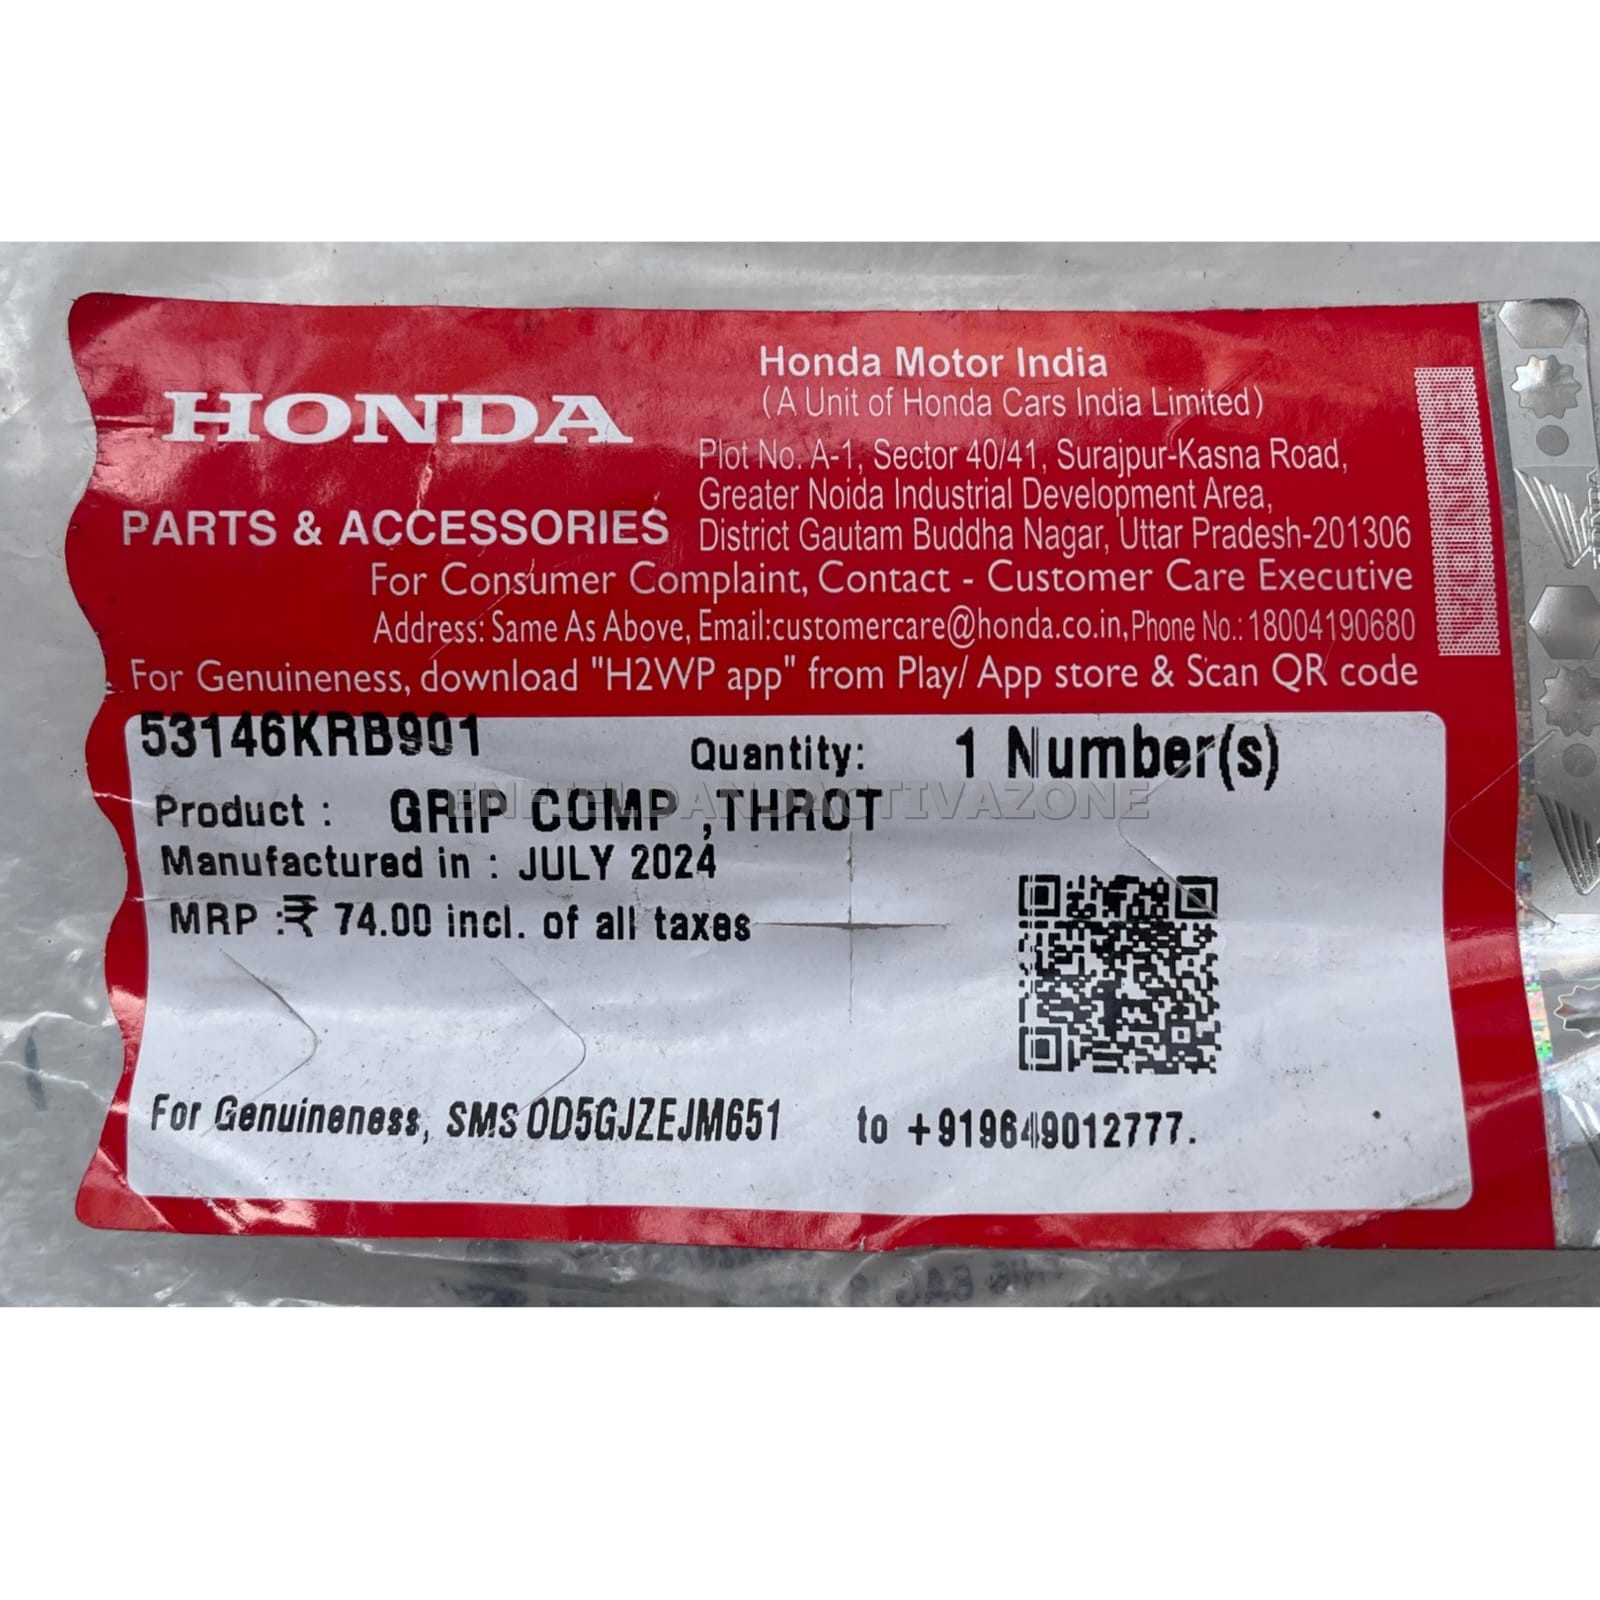 HONDA
PARTS & ACCESSORIES
Honda Motor India
(A Unit of Honda Cars India Limited)
Plot No. A-1, Sector 40/41, Surajpur-Kasna Road,
Greater Noida Industrial Development Area,
District Gautam Buddha Nagar, Uttar Pradesh-201306
For Consumer Complaint, Contact - Customer Care Executive
Address: Same As Above, Email:customercare@honda.co.in, Phone No.: 18004190680
For Genuineness, download "H2WP app" from Play/ App store & Scan QR code
53146KRB901
Quantity: 1 Number(s)
Product : GRIP COMP ,THROT
ENFIELDANDACTIVAZONE
Manufactured in : JULY 2024
MRP :₹ 74.00 incl. of all taxes
For Genuineness, SMS 0D5GJZEJM651 to +919649012777.
HONDA